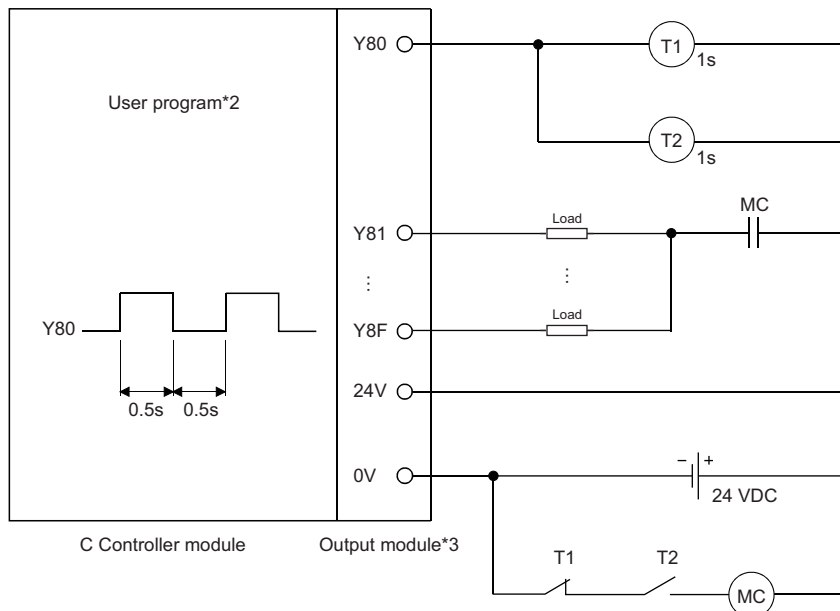 Y80
T1
1s
User program*2
T2
1s
MC
Y81
Load
⋮
⋮
Y80
Y8F
Load
24V
0.5s 0.5s
0V
− +
24 VDC
C Controller module
Output module*3
T1
T2
MC